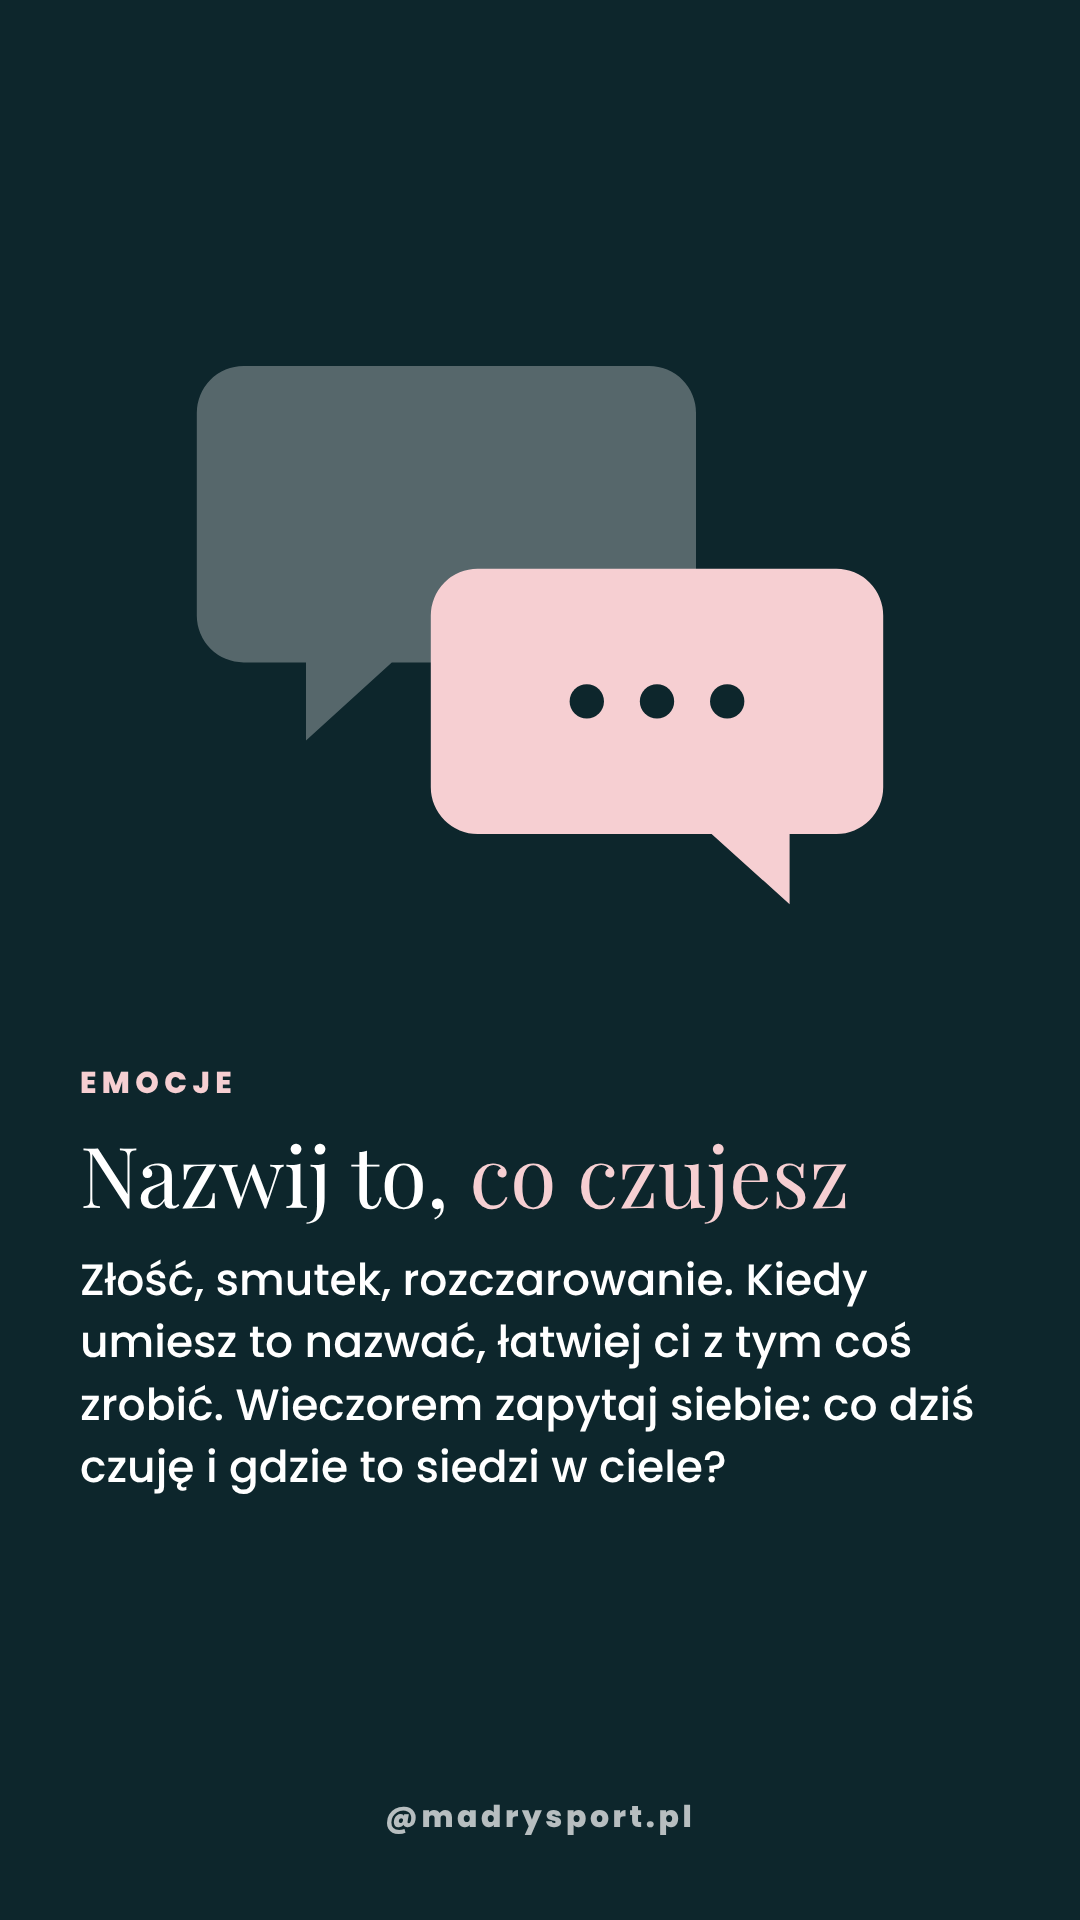 EMOCJE
Nazwij to, co czujesz
Złość, smutek, rozczarowanie. Kiedy
umiesz to nazwać, łatwiej ci z tym coś
zrobić. Wieczorem zapytaj siebie: co dziś
czuję i gdzie to siedzi w ciele?
@madrysport.pl